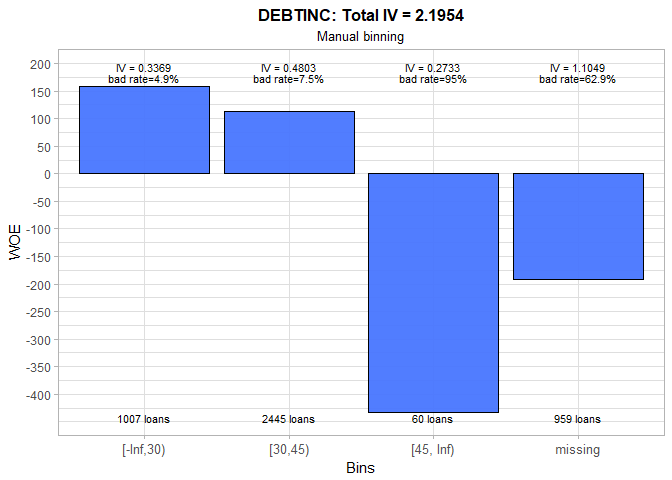 DEBTINC: Total IV = 2.1954
Manual binning
200
150
100
50
0
-50
-100
-150
-200
-250
-300
-350
-400
WOE
IV = 0.3369
bad rate=4.9%
IV = 0.4803
bad rate=7.5%
IV = 0.2733
bad rate=95%
IV = 1.1049
bad rate=62.9%
1007 loans
2445 loans
60 loans
959 loans
[-Inf,30)
[30,45)
[45, Inf)
missing
Bins